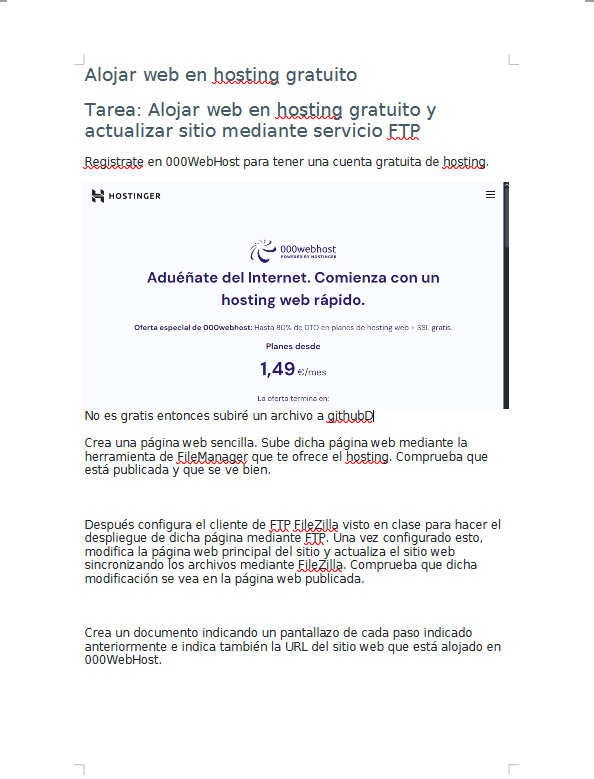 Alojar web en hosting gratuito
Tarea: Alojar web en hosting gratuito y
actualizar sitio mediante servicio FTP
Registrate en 000WebHost para tener una cuenta gratuita de hosting.
HOSTINGER
000webhost
POWERED BY HOSTINGER
Aduéñate del Internet. Comienza con un
hosting web rápido.
Oferta especial de 000webhost: Hasta 80% de DTO en planes de hosting web + SSL gratis.
Planes desde
1,49 €/mes
La oferta termina en:
No es gratis entonces subiré un archivo a githubD
Crea una página web sencilla. Sube dicha página web mediante la
herramienta de FileManager que te ofrece el hosting. Comprueba que
está publicada y que se ve bien.
Después configura el cliente de FTP FileZilla visto en clase para hacer el
despliegue de dicha página mediante FTP. Una vez configurado esto,
modifica la página web principal del sitio y actualiza el sitio web
sincronizando los archivos mediante FileZilla. Comprueba que dicha
modificación se vea en la página web publicada.
Crea un documento indicando un pantallazo de cada paso indicado
anteriormente e indica también la URL del sitio web que está alojado en
000WebHost.